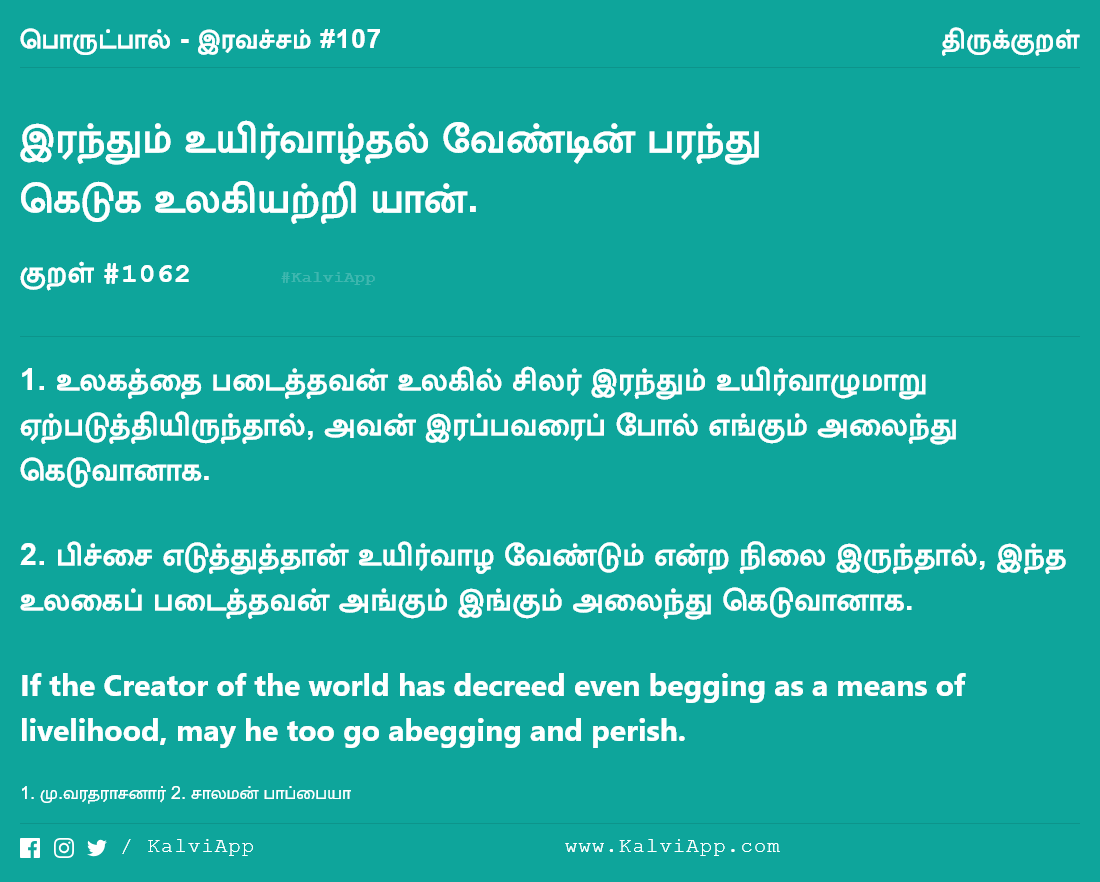 பொருட்பால் - இரவச்சம் #107
திருக்குறள்
இரந்தும் உயிர்வாழ்தல் வேண்டின் பரந்து
கெடுக உலகியற்றி யான்.
குறள் #1062
#KalviApp
1. உலகத்தை படைத்தவன் உலகில் சிலர் இரந்தும் உயிர்வாழுமாறு
ஏற்படுத்தியிருந்தால், அவன் இரப்பவரைப் போல் எங்கும் அலைந்து
கெடுவானாக.
2. பிச்சை எடுத்துத்தான் உயிர்வாழ வேண்டும் என்ற நிலை இருந்தால், இந்த
உலகைப் படைத்தவன் அங்கும் இங்கும் அலைந்து கெடுவானாக.
If the Creator of the world has decreed even begging as a means of
livelihood, may he too go abegging and perish.
1. மு.வரதராசனார் 2. சாலமன் பாப்பையா
/ KalviApp
www.KalviApp.com